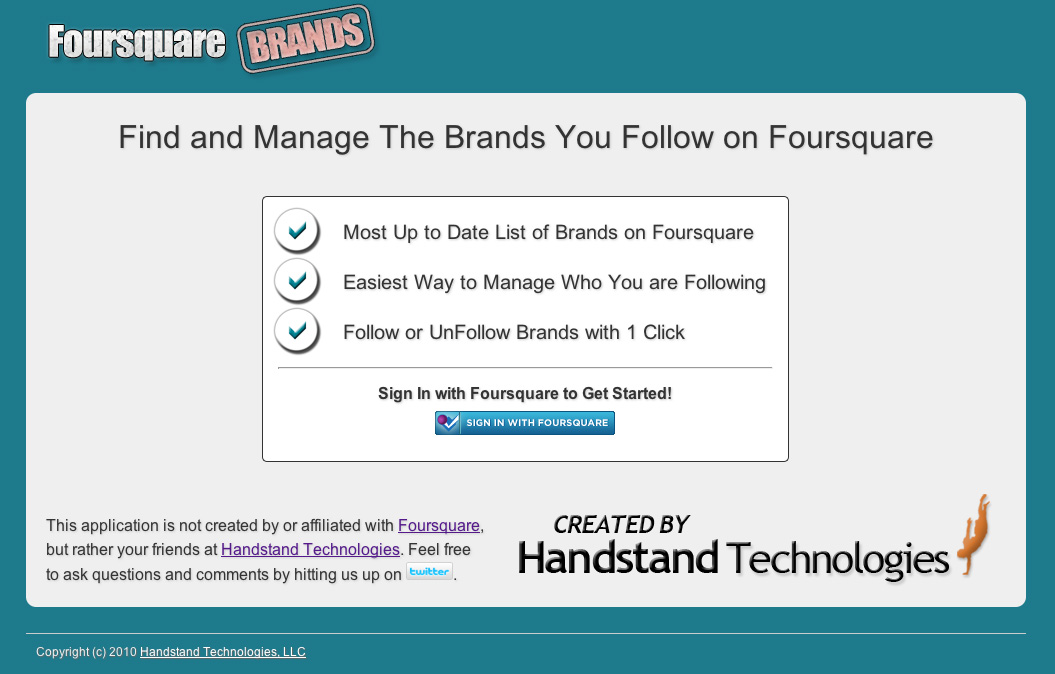 Foursquare BRANDS
Find and Manage The Brands You Follow on Foursquare
Most Up to Date List of Brands on Foursquare
Easiest Way to Manage Who You are Following
Follow or UnFollow Brands with 1 Click
Sign In with Foursquare to Get Started!
SIGN IN WITH FOURSQUARE
This application is not created by or affiliated with Foursquare,
but rather your friends at Handstand Technologies. Feel free
to ask questions and comments by hitting us up on twitter.
CREATED BY
Handstand Technologies
Copyright (c) 2010 Handstand Technologies, LLC